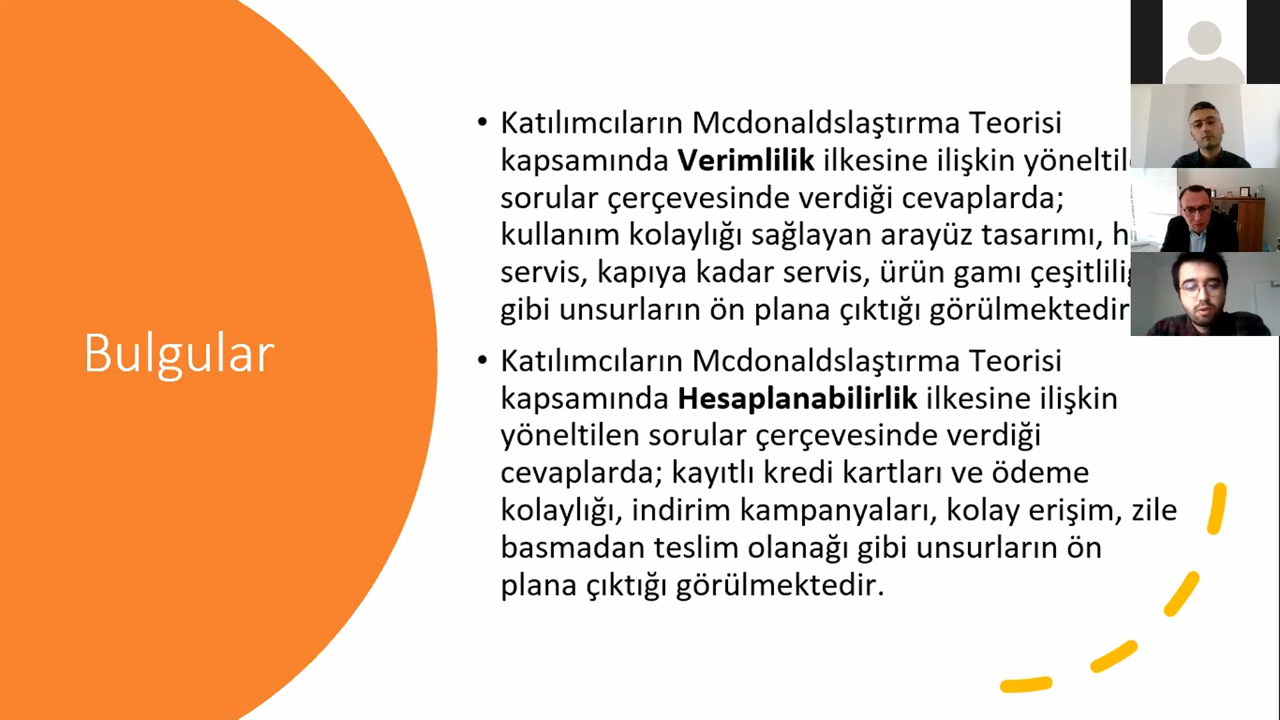 Bulgular
• Katılımcıların Mcdonaldslaştırma Teorisi
kapsamında Verimlilik ilkesine ilişkin
sorular çerçevesinde verdiği cevaplarda;
kullanım kolaylığı sağlayan arayüz tasarımı,
servis, kapıya kadar servis, ürün gamı
gibi unsurların ön plana çıktığı görülmektedir
• Katılımcıların Mcdonaldslaştırma Teorisi
kapsamında Hesaplanabilirlik ilkesine ilişkin
yöneltilen sorular çerçevesinde verdiği
cevaplarda; kayıtlı kredi kartları ve ödeme
kolaylığı, indirim kampanyaları, kolay erişim, zile
basmadan teslim olanağı gibi unsurların ön
plana çıktığı görülmektedir.